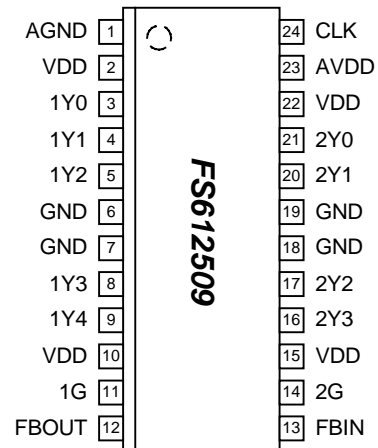 AGND 1 24 CLK
VDD 2 23 AVDD
1Y0 3 22 VDD
1Y1 4 21 2Y0
1Y2 5 20 2Y1
GND 6 19 GND
GND 7 18 GND
1Y3 8 17 2Y2
1Y4 9 16 2Y3
VDD 10 15 VDD
1G 11 14 2G
FBOUT 12 13 FBIN
FS612509